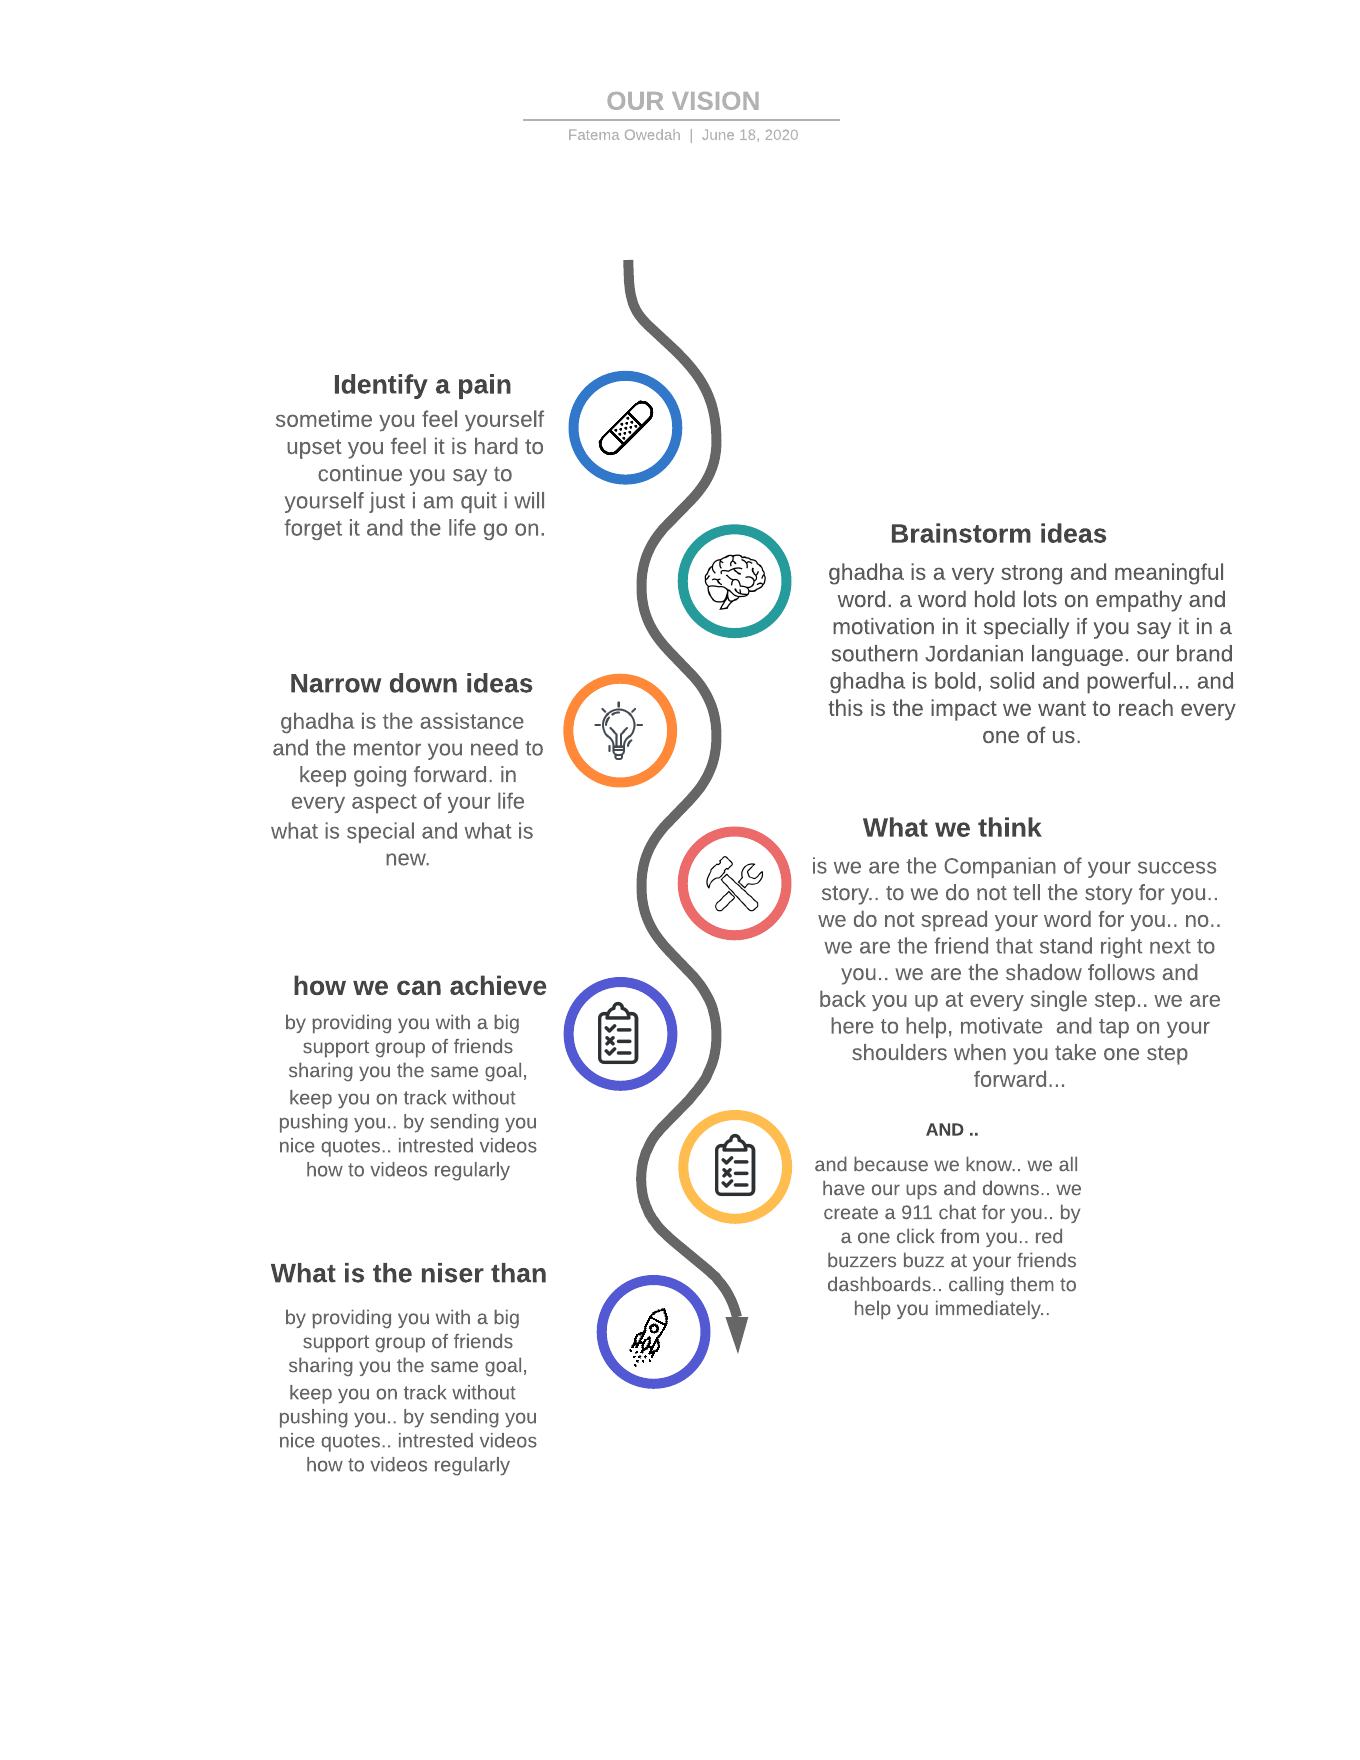 OUR VISION
Fatema Owedah | June 18, 2020
Identify a pain
sometime you feel yourself
upset you feel it is hard to
continue you say to
yourself just i am quit i will
forget it and the life go on.
Brainstorm ideas
ghadha is a very strong and meaningful
word. a word hold lots on empathy and
motivation in it specially if you say it in a
southern Jordanian language. our brand
ghadha is bold, solid and powerful... and
this is the impact we want to reach every
one of us.
Narrow down ideas
ghadha is the assistance
and the mentor you need to
keep going forward. in
every aspect of your life
what is special and what is
new.
What we think
is we are the Companian of your success
story.. to we do not tell the story for you..
we do not spread your word for you.. no..
we are the friend that stand right next to
you.. we are the shadow follows and
back you up at every single step.. we are
here to help, motivate  and tap on your
shoulders when you take one step
forward...
how we can achieve
by providing you with a big
support group of friends
sharing you the same goal,
keep you on track without
pushing you.. by sending you
nice quotes.. intrested videos
how to videos regularly
AND ..
and because we know.. we all
have our ups and downs.. we
create a 911 chat for you.. by
a one click from you.. red
buzzers buzz at your friends
dashboards.. calling them to
help you immediately..
What is the niser than
by providing you with a big
support group of friends
sharing you the same goal,
keep you on track without
pushing you.. by sending you
nice quotes.. intrested videos
how to videos regularly